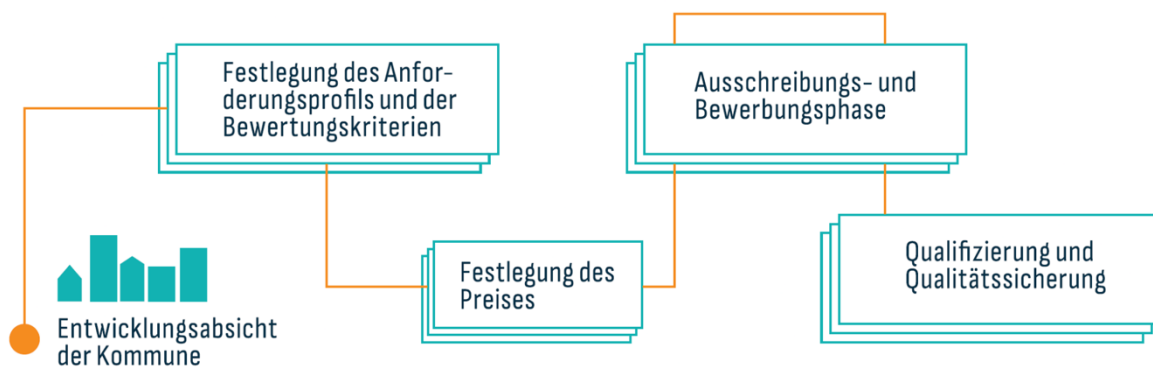 Festlegung des Anfor-
derungsprofils und der
Bewertungskriterien
Ausschreibungs- und
Bewerbungsphase
Festlegung des
Preises
Qualifizierung und
Qualitätssicherung
Entwicklungsabsicht
der Kommune